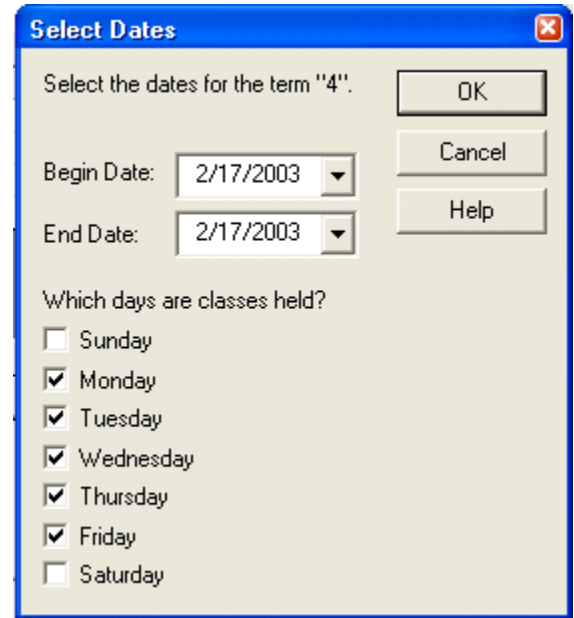 Select Dates
Select the dates for the term "4".
OK
Cancel
Help
Begin Date: 2/17/2003
End Date: 2/17/2003
Which days are classes held?
Sunday
Monday
Tuesday
Wednesday
Thursday
Friday
Saturday